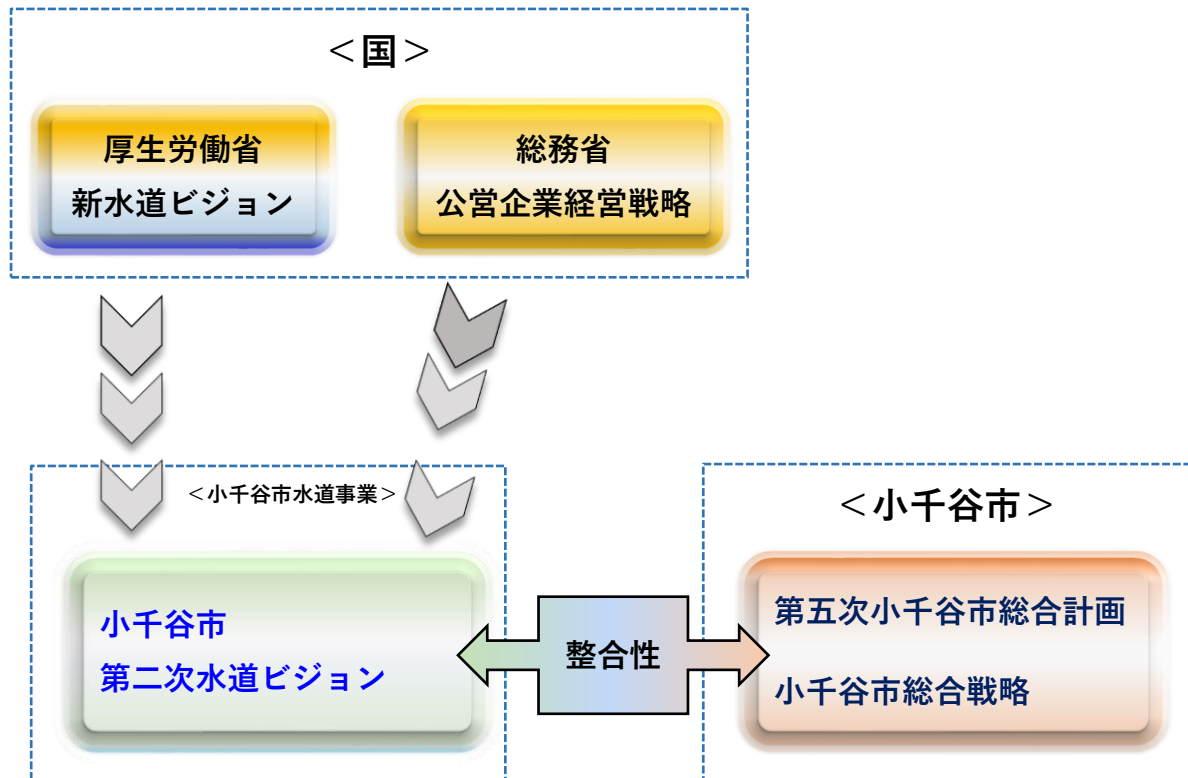 ＜国＞
厚生労働省
新水道ビジョン
総務省
公営企業経営戦略
＜小千谷市水道事業＞
小千谷市
第二次水道ビジョン
整合性
＜小千谷市＞
第五次小千谷市総合計画
小千谷市総合戦略